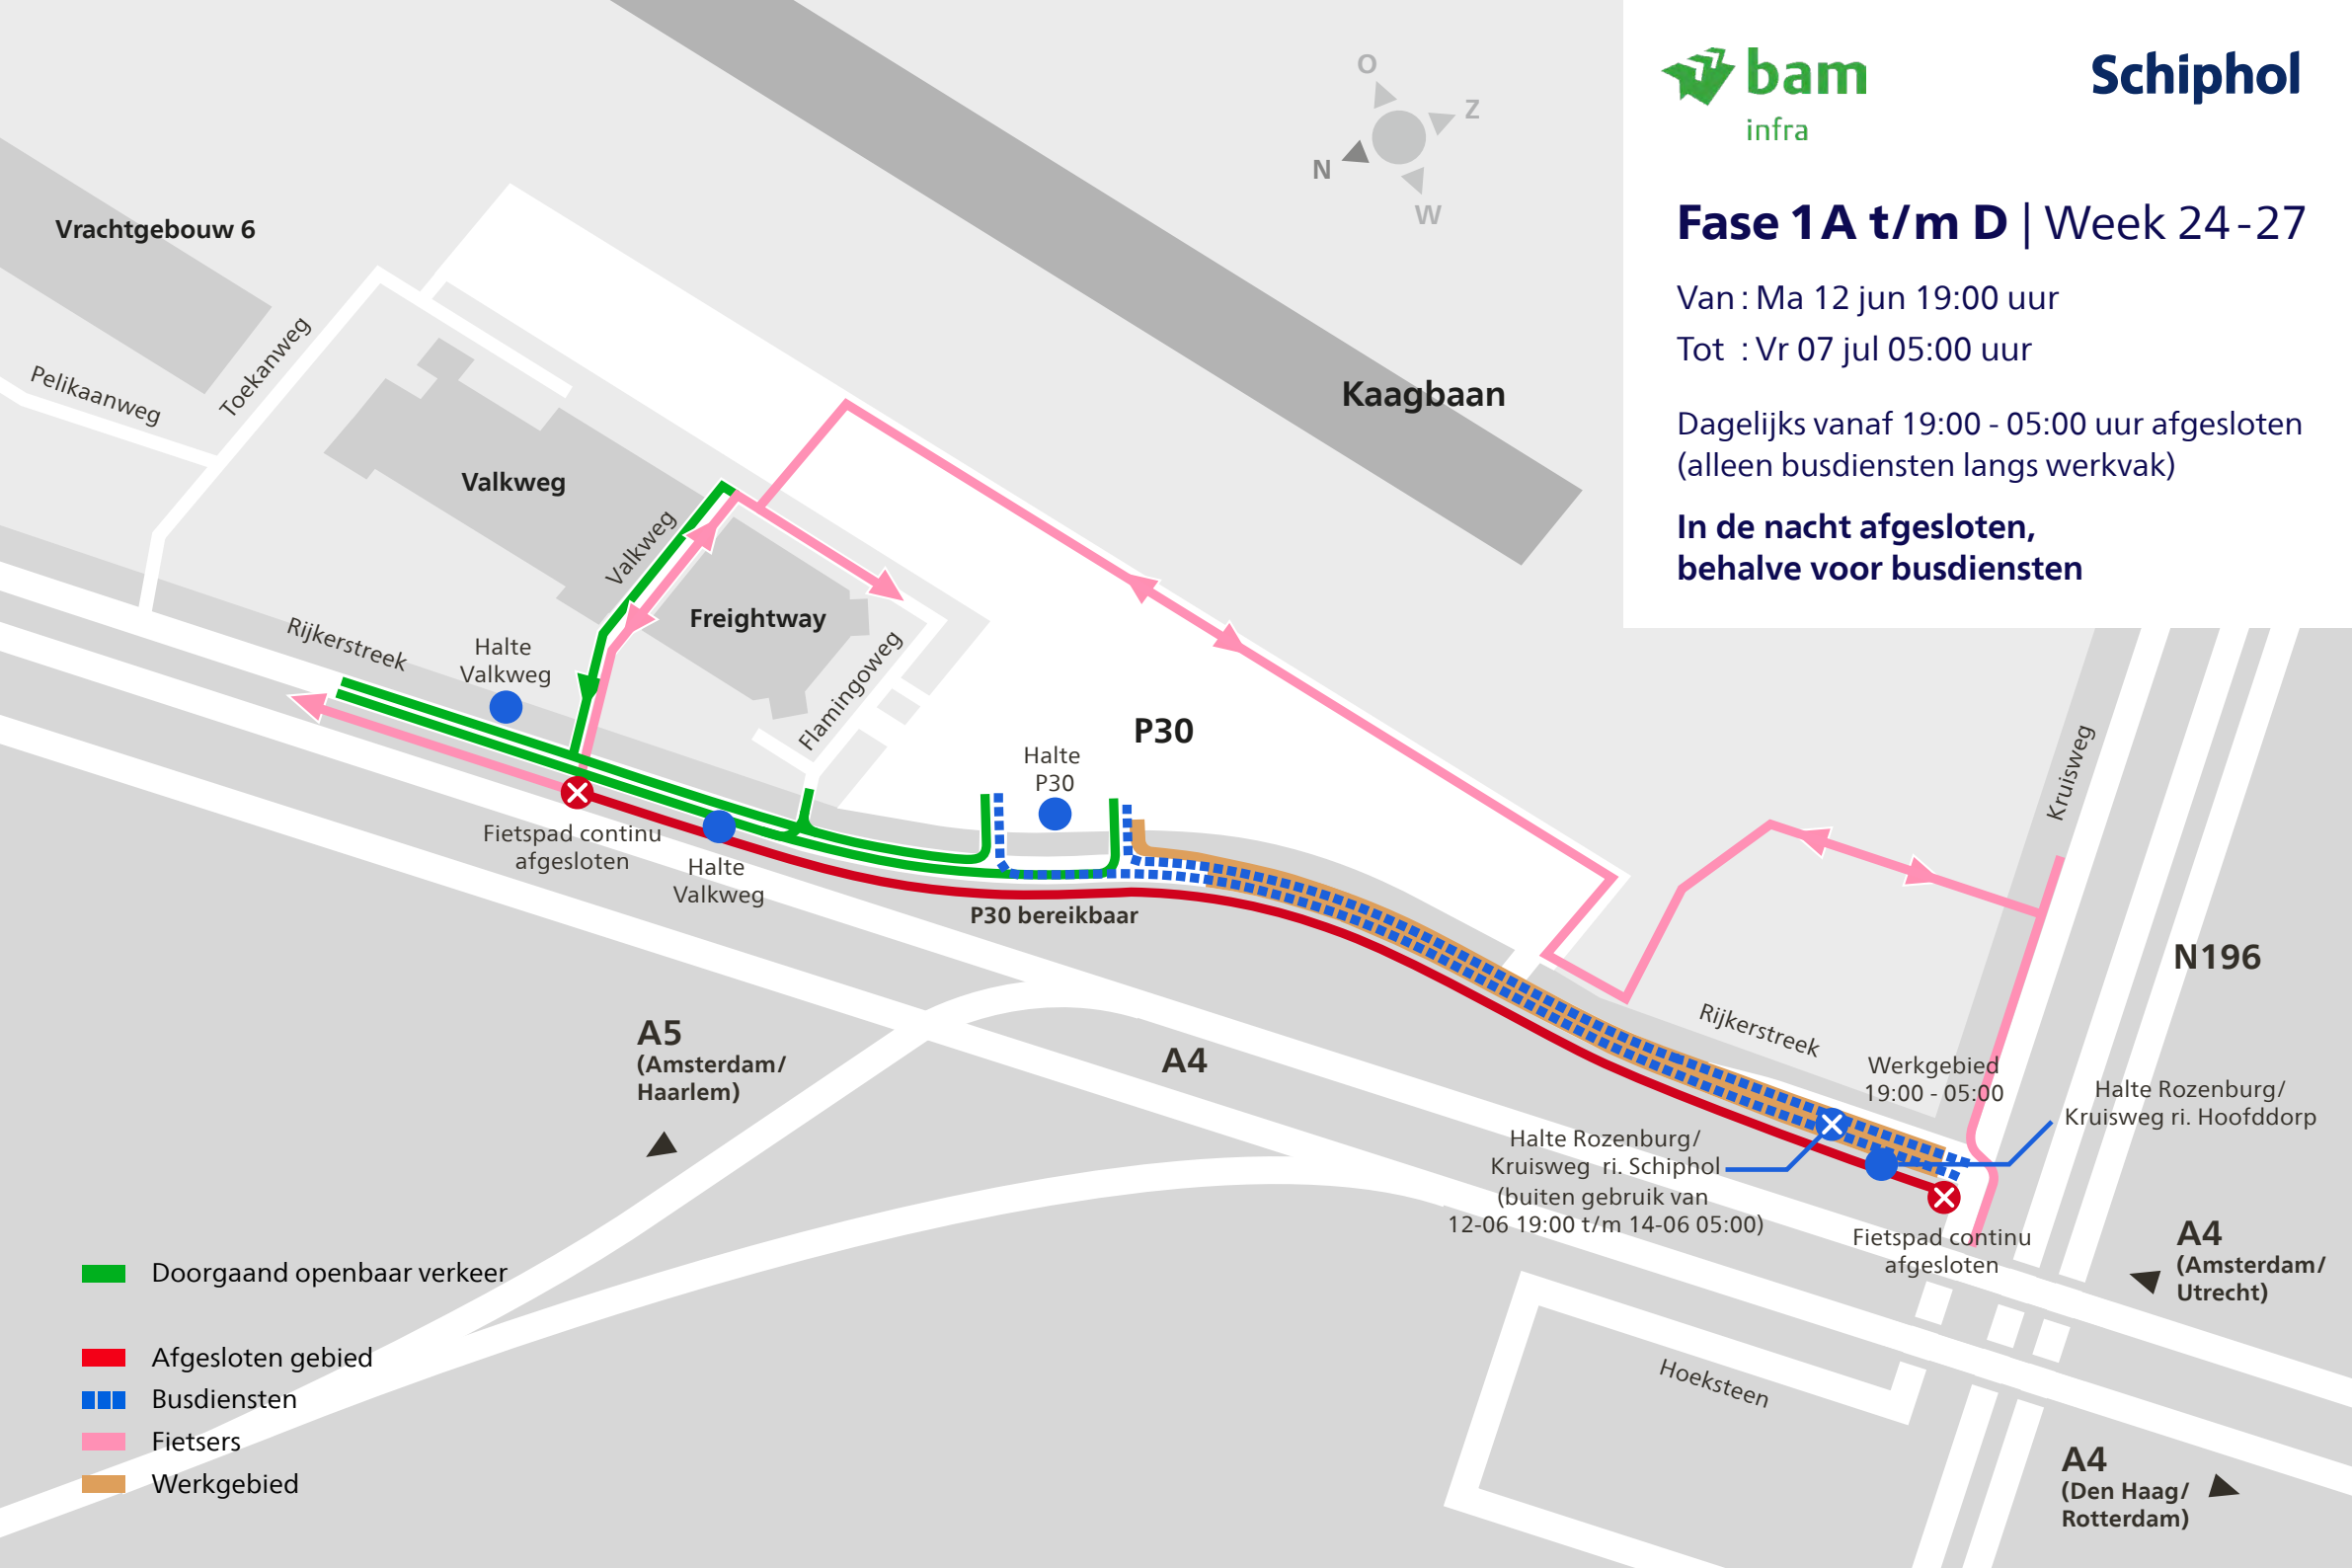 bam
infra
Schiphol
Fase 1A t/m D | Week 24-27
Van : Ma 12 jun 19:00 uur
Tot : Vr 07 jul 05:00 uur
Dagelijks vanaf 19:00 - 05:00 uur afgesloten
(alleen busdiensten langs werkvak)
In de nacht afgesloten,
behalve voor busdiensten
O
Z
N
W
Vrachtgebouw 6
Toekanweg
Pelikaanweg
Kaagbaan
Valkweg
Valkweg
Freightway
Rijkerstreek
Halte
Valkweg
Flamingoweg
P30
Halte
P30
Kruisweg
Fietspad continu
afgesloten
Halte
Valkweg
P30 bereikbaar
N196
Rijkerstreek
A5
(Amsterdam/
Haarlem)
A4
Werkgebied
19:00 - 05:00
Halte Rozenburg/
Kruisweg ri. Hoofddorp
Halte Rozenburg/
Kruisweg ri. Schiphol
(buiten gebruik van
12-06 19:00 t/m 14-06 05:00)
Fietspad continu
afgesloten
A4
(Amsterdam/
Utrecht)
Hoeksteen
A4
(Den Haag/
Rotterdam)
Doorgaand openbaar verkeer
Afgesloten gebied
Busdiensten
Fietsers
Werkgebied